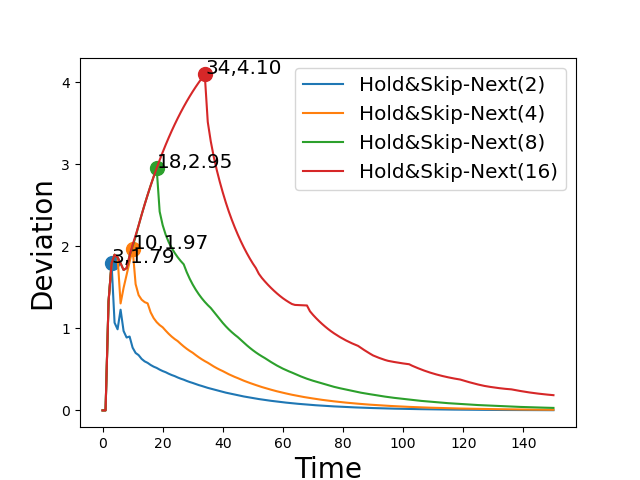 Hold&Skip-Next(2)
Hold&Skip-Next(4)
Hold&Skip-Next(8)
Hold&Skip-Next(16)
34,4.10
18,2.95
10,1.97
3,1.79
Deviation
4
3
2
1
0
0 20 40 60 80 100 120 140
Time